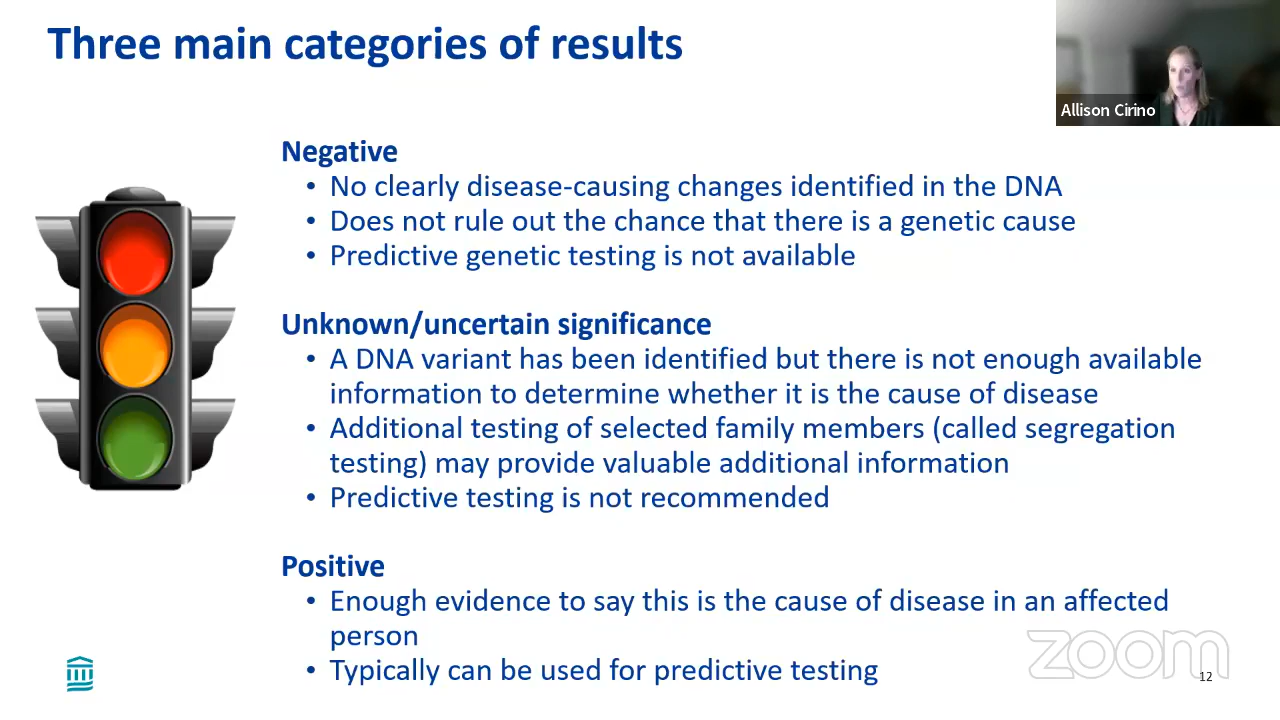 Three main categories of results
Allison Cirino
Negative
• No clearly disease-causing changes identified in the DNA
• Does not rule out the chance that there is a genetic cause
• Predictive genetic testing is not available
Unknown/uncertain significance
• A DNA variant has been identified but there is not enough available
information to determine whether it is the cause of disease
• Additional testing of selected family members (called segregation
testing) may provide valuable additional information
• Predictive testing is not recommended
Positive
• Enough evidence to say this is the cause of disease in an affected
person
• Typically can be used for predictive testing
zoom
12